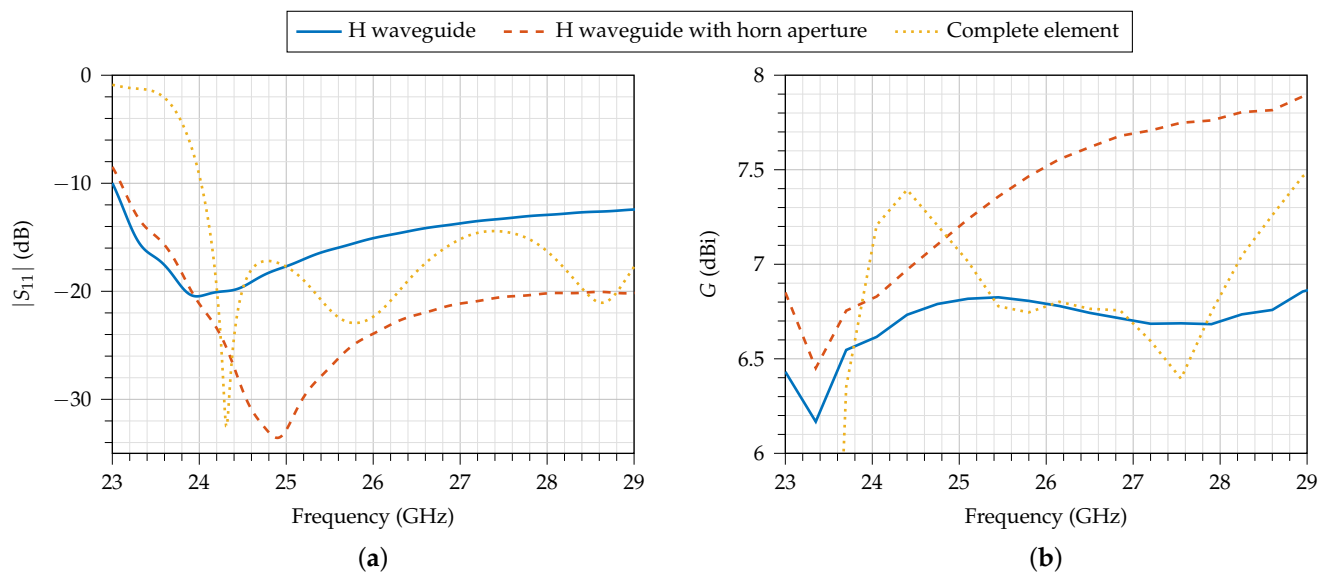 H waveguide H waveguide with horn aperture Complete element
0
−10
−20
−30
|S11| (dB)
23 24 25 26 27 28 29
Frequency (GHz)
(a)
8
7.5
7
6.5
6
G (dBi)
23 24 25 26 27 28 29
Frequency (GHz)
(b)